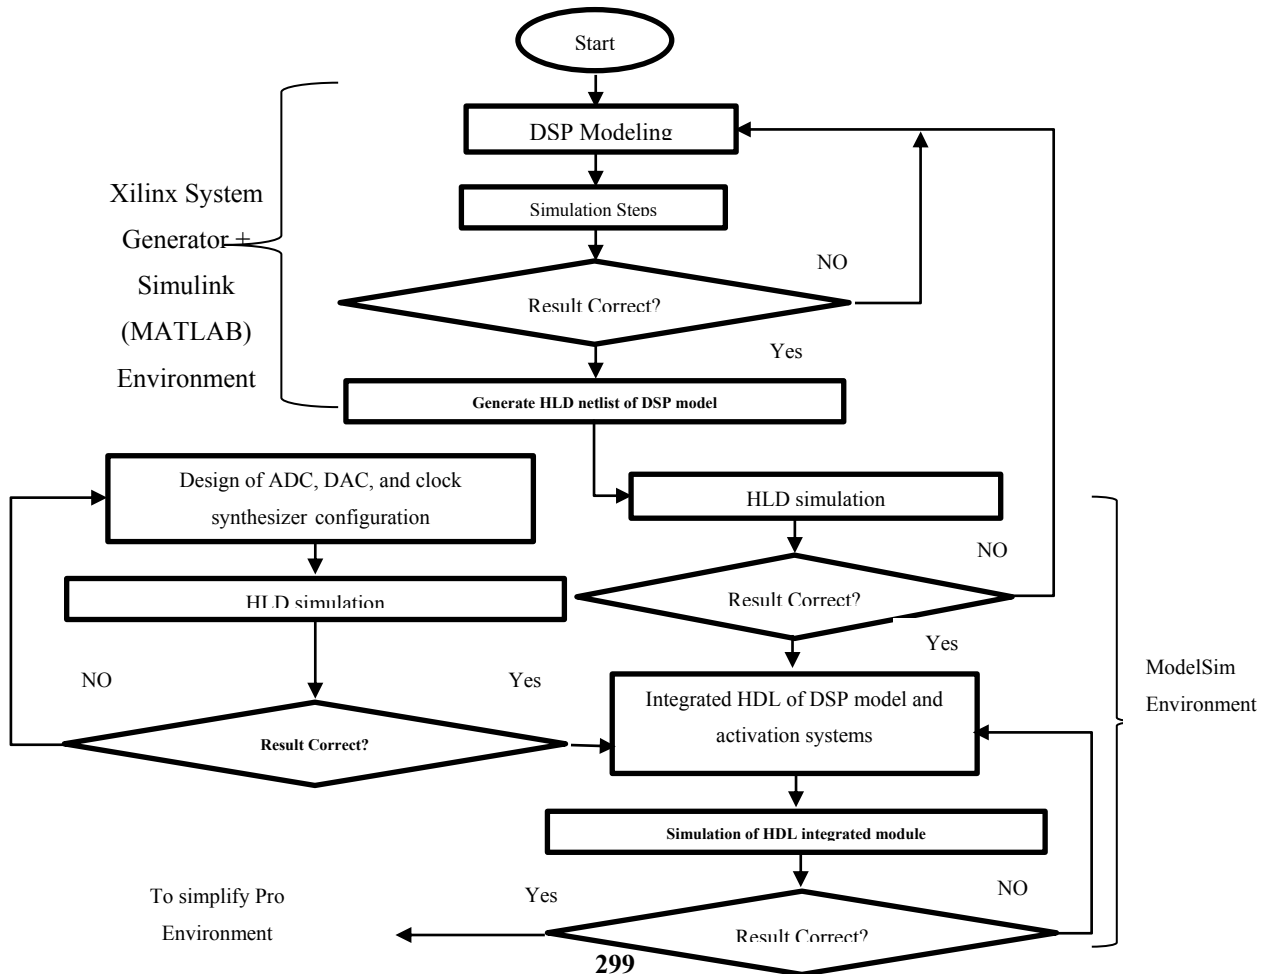 Start
DSP Modeling
Xilinx System
Generator +
Simulink
(MATLAB)
Environment
Simulation Steps
NO
Result Correct?
Yes
Generate HLD netlist of DSP model
Design of ADC, DAC, and clock
synthesizer configuration
HLD simulation
NO
HLD simulation
Result Correct?
Yes
NO
Yes
Result Correct?
Integrated HDL of DSP model and
activation systems
ModelSim
Environment
Simulation of HDL integrated module
NO
Yes
Result Correct?
To simplify Pro
Environment
299